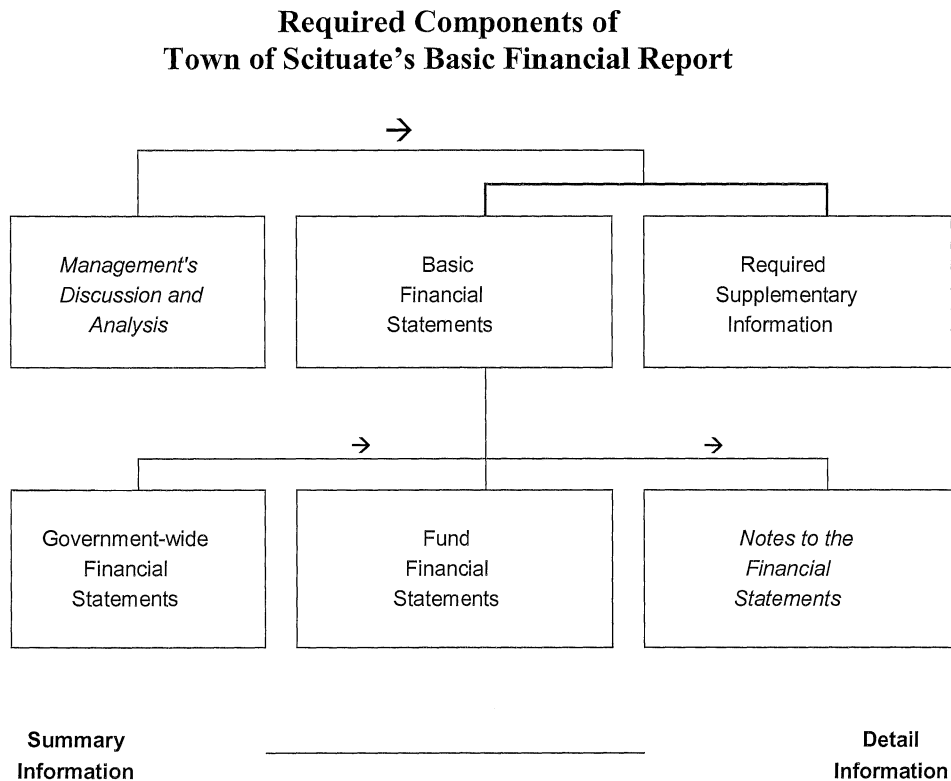 Required Components of
Town of Scituate's Basic Financial Report
→
Management's
Discussion and
Analysis
Basic
Financial
Statements
Required
Supplementary
Information
→
→
Government-wide
Financial
Statements
Fund
Financial
Statements
Notes to the
Financial
Statements
Summary
Information
Detail
Information